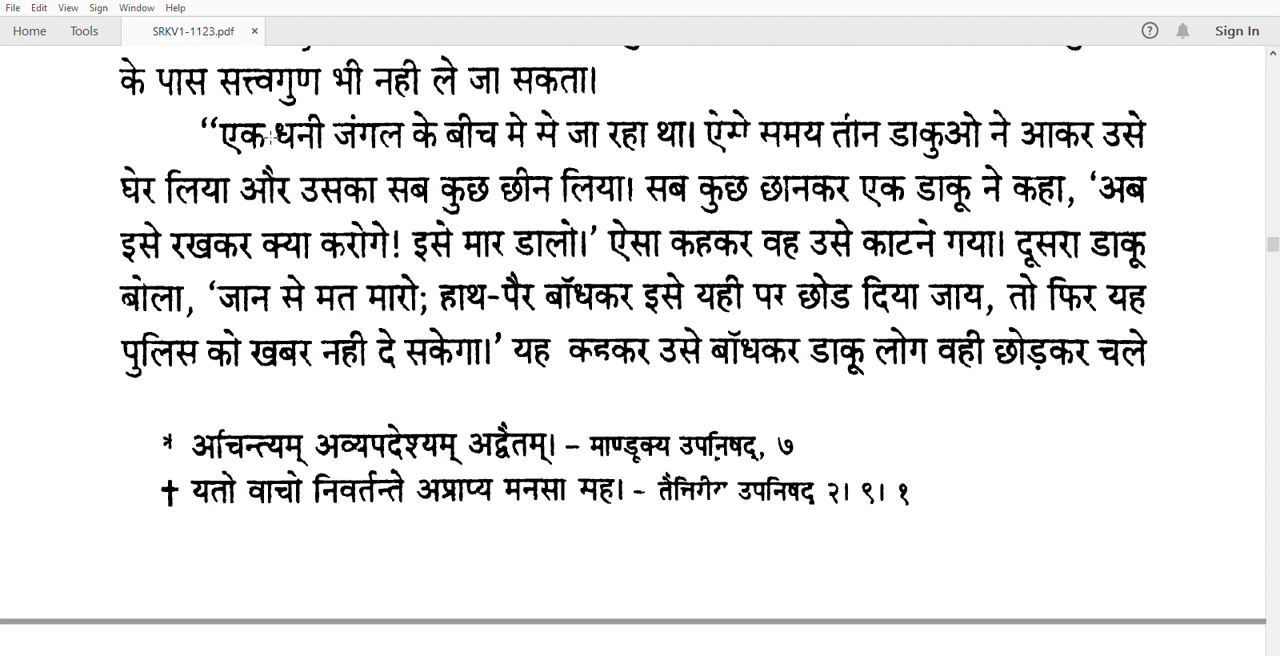 File Edit View Sign Window Help
Home Tools SRKV1-1123.pdf × ? Sign In
के पास सत्त्वगुण भी नही ले जा सकता।
“एक धनी जंगल के बीच मे मे जा रहा था। ऐसे समय तीन डाकुओ ने आकर उसे
घेर लिया और उसका सब कुछ छीन लिया। सब कुछ छानकर एक डाकू ने कहा, ‘अब
इसे रखकर क्या करोगे! इसे मार डालो।’ ऐसा कहकर वह उसे काटने गया। दूसरा डाकू
बोला, ‘जान से मत मारो; हाथ-पैर बॉधकर इसे यही पर छोड दिया जाय, तो फिर यह
पुलिस को खबर नही दे सकेगा।’ यह कहकर उसे बॉधकर डाकू लोग वही छोड़कर चले
* अचिन्त्यम् अव्यपदेश्यम् अद्वैतम्। – माण्डूक्य उपनिषद्, ७
† यतो वाचो निवर्तन्ते अप्राप्य मनसा मह। – तैत्तिरीय उपनिषद २। ९। १